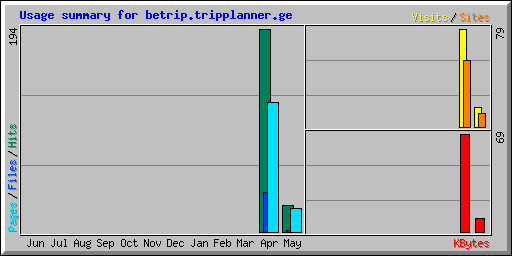 Usage summary for betrip.tripplanner.ge
Visits/Sites
194
79
69
Pages/Files/Hits
Jun Jul Aug Sep Oct Nov Dec Jan Feb Mar Apr May
KBytes